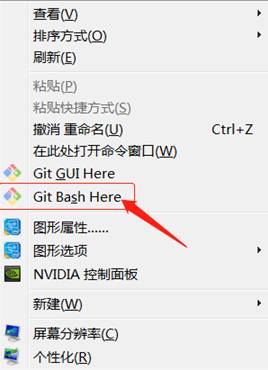 查看(V)
排序方式(O)
刷新(E)
粘贴(P)
粘贴快捷方式(S)
撤消 重命名(U) Ctrl+Z
在此处打开命令窗口(W)
Git GUI Here
Git Bash Here
图形属性......
图形选项
NVIDIA 控制面板
新建(W)
屏幕分辨率(C)
个性化(R)